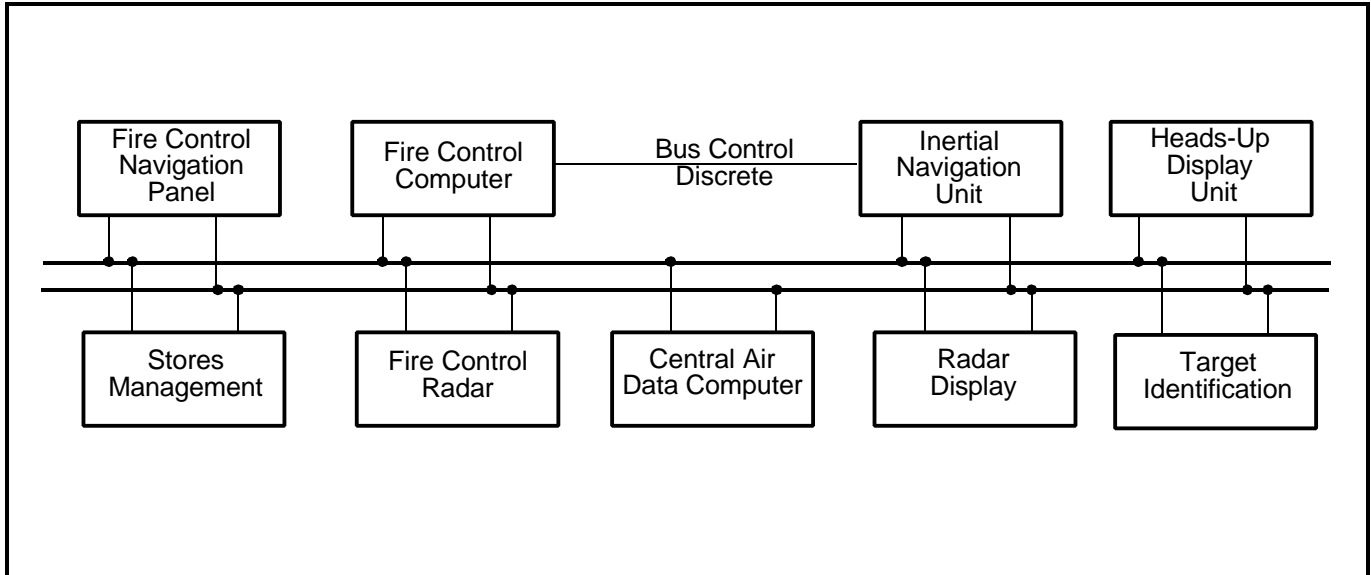 Fire Control
Navigation
Panel
Fire Control
Computer
Bus Control
Discrete
Inertial
Navigation
Unit
Heads-Up
Display
Unit
Stores
Management
Fire Control
Radar
Central Air
Data Computer
Radar
Display
Target
Identification